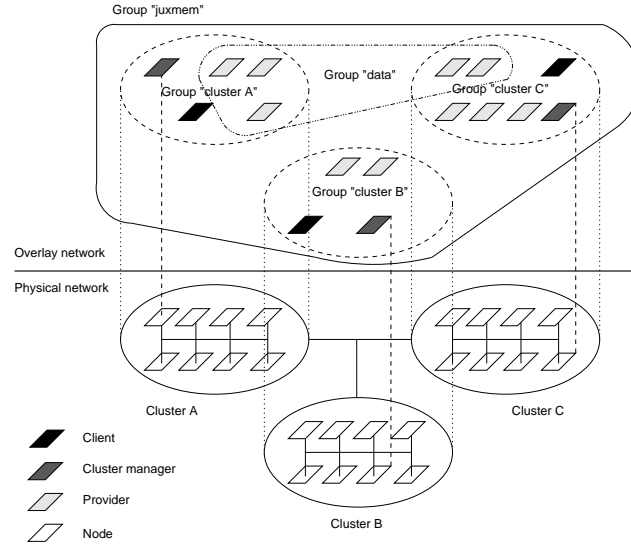 Group "juxmem"
Group "data"
Group "cluster A"
Group "cluster C"
Group "cluster B"
Overlay network
Physical network
Cluster A
Cluster C
Cluster B
Client
Cluster manager
Provider
Node